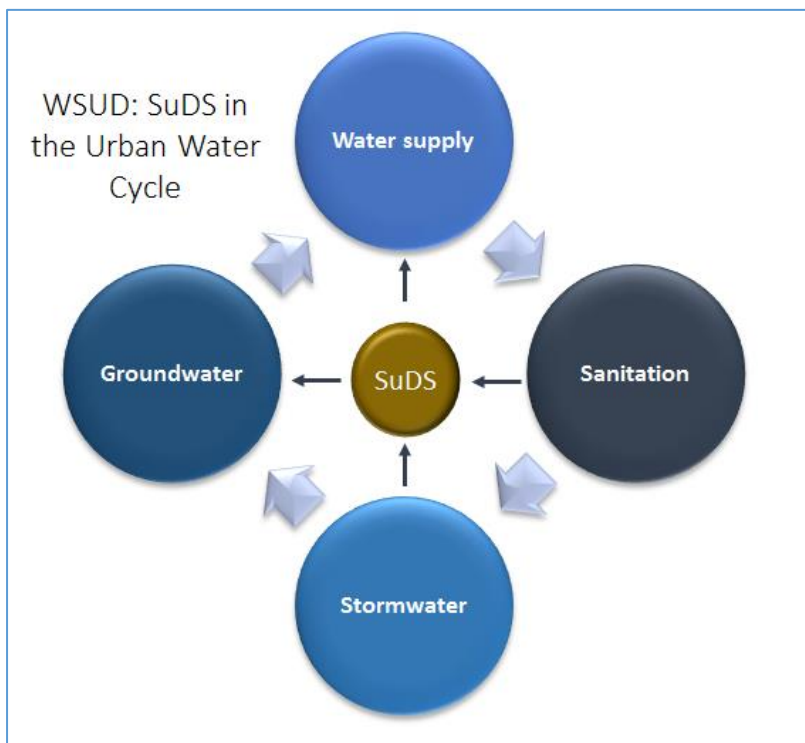 WSUD: SuDS in
the Urban Water
Cycle
Water supply
Groundwater
SuDS
Sanitation
Stormwater